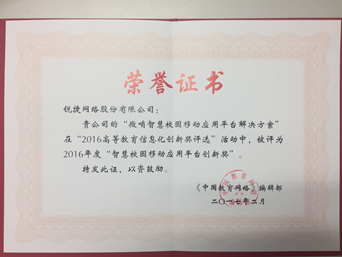 荣誉证书
锐捷网络股份有限公司：
贵公司的“微哨智慧校园移动应用平台解决方案”
在“2016高等教育信息化创新奖评选”活动中，被评为
2016年度“智慧校园移动应用平台创新奖”。
特发此证，以资鼓励。
《中国教育网络》编辑部
二〇一七年二月